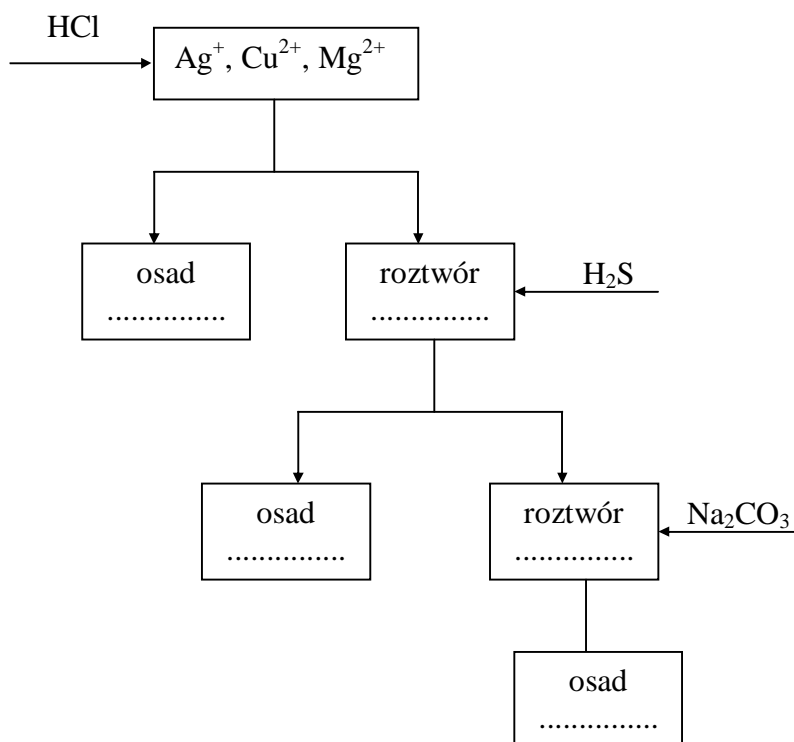 HCl
Ag⁺, Cu²⁺, Mg²⁺
osad
...............
roztwór
...............
H₂S
osad
...............
roztwór
...............
Na₂CO₃
osad
...............